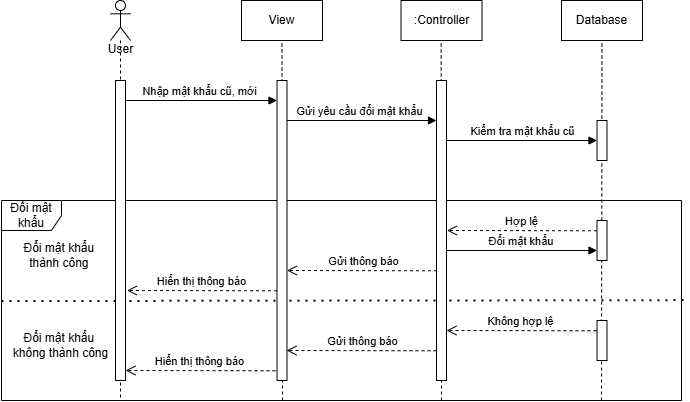 User
View
:Controller
Database
Nhập mật khẩu cũ, mới
Gửi yêu cầu đổi mật khẩu
Kiểm tra mật khẩu cũ
Đổi mật
khẩu
Hợp lệ
Đổi mật khẩu
Đổi mật khẩu
thành công
Gửi thông báo
Hiển thị thông báo
Không hợp lệ
Đổi mật khẩu
không thành công
Gửi thông báo
Hiển thị thông báo